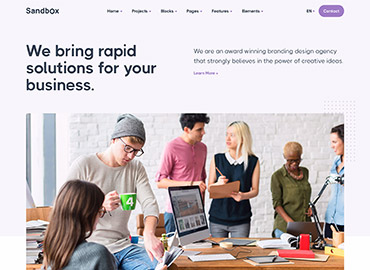 Sandbox
Home Projects Blocks Pages Features Elements EN Contact
We bring rapid
solutions for your
business.
We are an award winning branding design agency
that strongly believes in the power of creative ideas.
Learn More
4